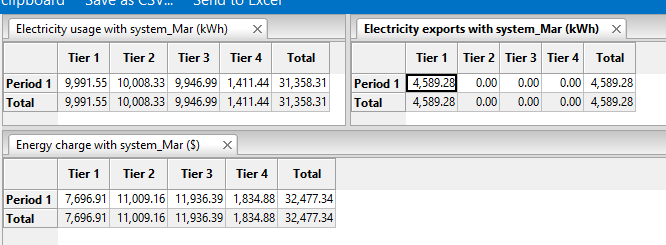 clipboard Save as CSV... Send to Excel
Electricity usage with system_Mar (kWh)
Tier 1 Tier 2 Tier 3 Tier 4 Total
Period 1 9,991.55 10,008.33 9,946.99 1,411.44 31,358.31
Total 9,991.55 10,008.33 9,946.99 1,411.44 31,358.31
Electricity exports with system_Mar (kWh)
Tier 1 Tier 2 Tier 3 Tier 4 Total
Period 1 4,589.28 0.00 0.00 0.00 4,589.28
Total 4,589.28 0.00 0.00 0.00 4,589.28
Energy charge with system_Mar ($)
Tier 1 Tier 2 Tier 3 Tier 4 Total
Period 1 7,696.91 11,009.16 11,936.39 1,834.88 32,477.34
Total 7,696.91 11,009.16 11,936.39 1,834.88 32,477.34